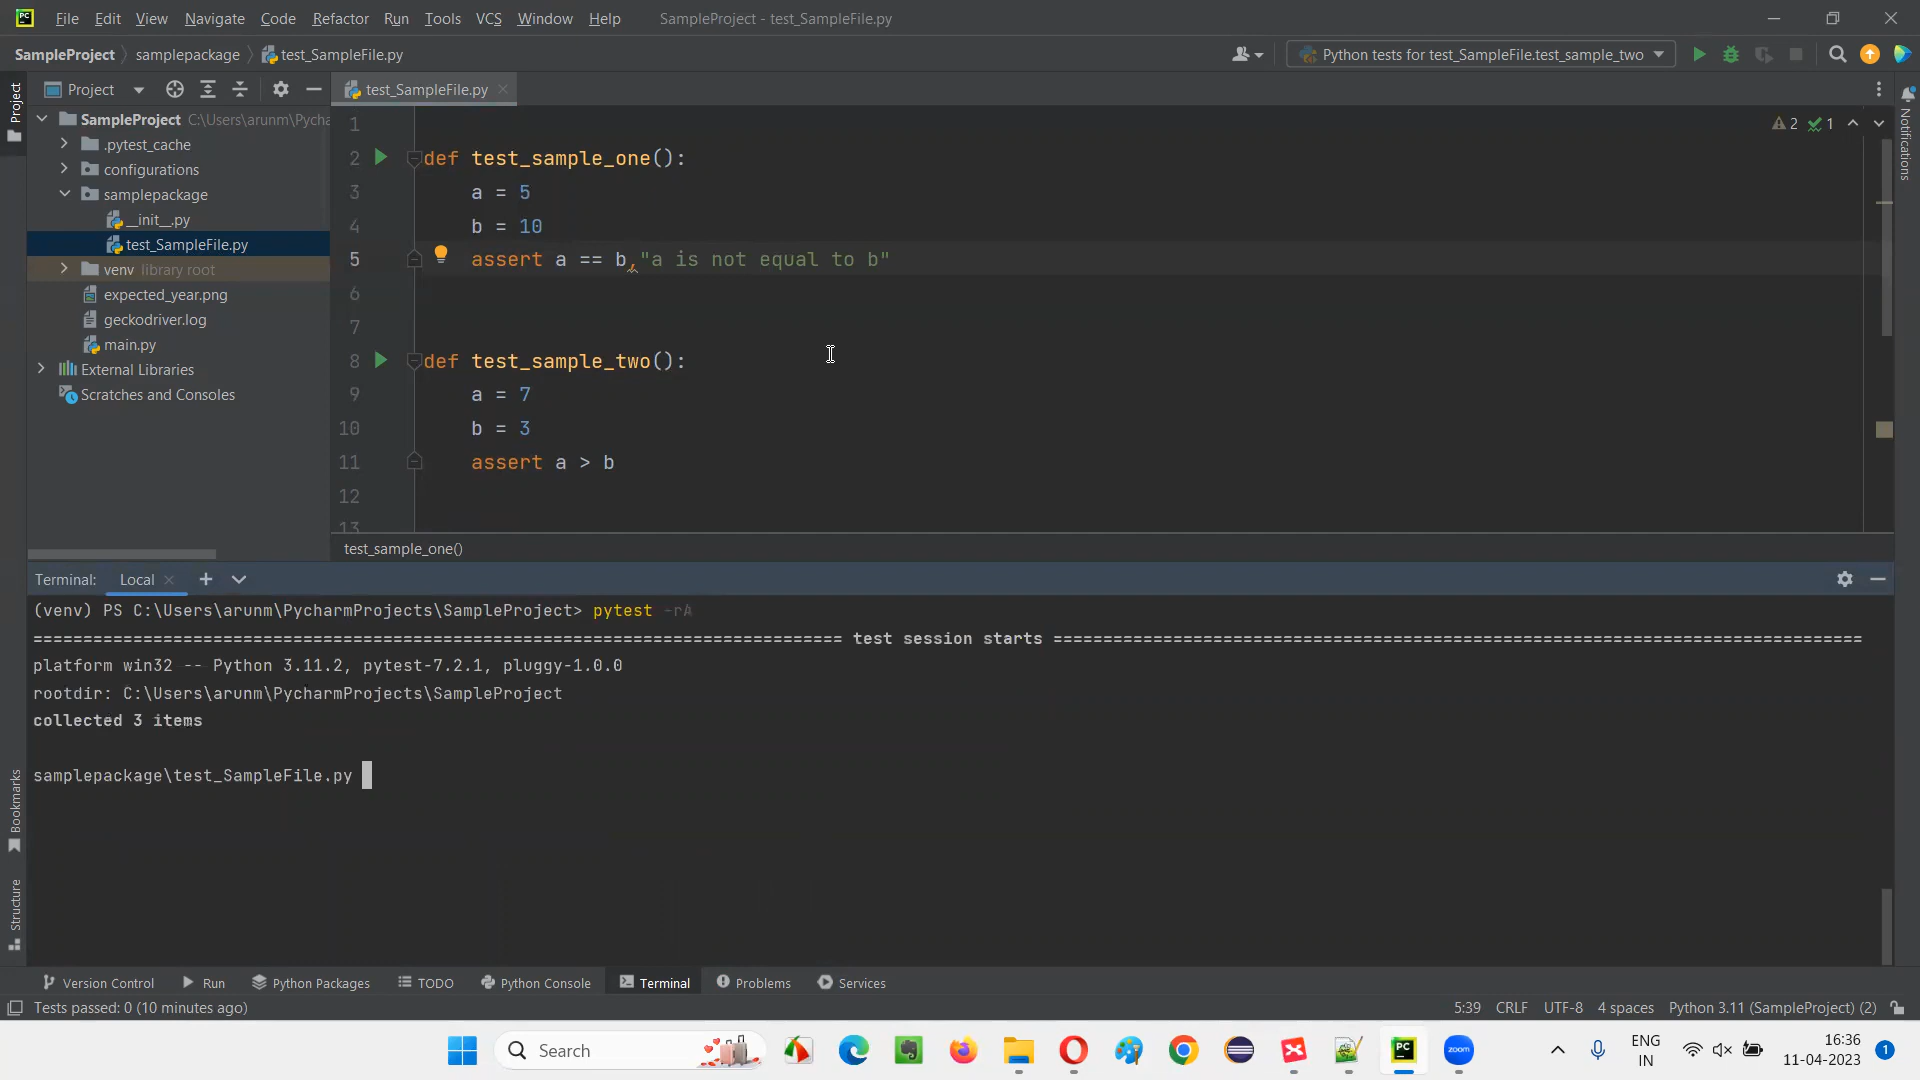 File Edit View Navigate Code Refactor Run Tools VCS Window Help SampleProject - test_SampleFile.py
SampleProject samplepackage test_SampleFile.py Python tests for test_SampleFile.test_sample_two
Project test_SampleFile.py
Project
SampleProject C:\Users\arunm\Pycha
.pytest_cache
configurations
samplepackage
__init__.py
test_SampleFile.py
venv library root
expected_year.png
geckodriver.log
main.py
External Libraries
Scratches and Consoles
1
2 def test_sample_one():
3 a = 5
4 b = 10
5 assert a == b,"a is not equal to b"
6
7
8 def test_sample_two():
9 a = 7
10 b = 3
11 assert a > b
12
13
2 1
Notifications
test_sample_one()
Terminal: Local
(venv) PS C:\Users\arunm\PycharmProjects\SampleProject> pytest -rA
================================================================================= test session starts =================================================================================
platform win32 -- Python 3.11.2, pytest-7.2.1, pluggy-1.0.0
rootdir: C:\Users\arunm\PycharmProjects\SampleProject
collected 3 items
samplepackage\test_SampleFile.py
Bookmarks
Structure
Version Control Run Python Packages TODO Python Console Terminal Problems Services
Tests passed: 0 (10 minutes ago) 5:39 CRLF UTF-8 4 spaces Python 3.11 (SampleProject) (2)
Search
PC
zoom
ENG
IN
16:36
11-04-2023
1